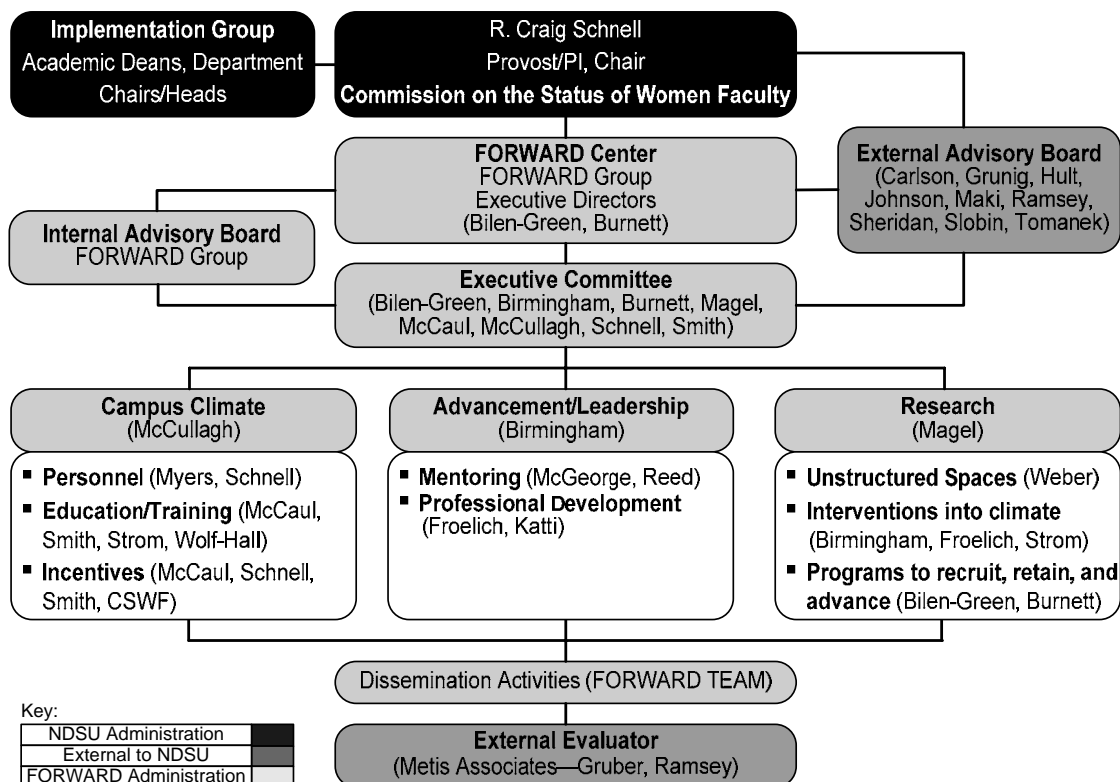 Implementation Group
Academic Deans, Department
Chairs/Heads
R. Craig Schnell
Provost/PI, Chair
Commission on the Status of Women Faculty
FORWARD Center
FORWARD Group
Executive Directors
(Bilen-Green, Burnett)
External Advisory Board
(Carlson, Grunig, Hult,
Johnson, Maki, Ramsey,
Sheridan, Slobin, Tomanek)
Internal Advisory Board
FORWARD Group
Executive Committee
(Bilen-Green, Birmingham, Burnett, Magel,
McCaul, McCullagh, Schnell, Smith)
Campus Climate
(McCullagh)
▪ Personnel (Myers, Schnell)
▪ Education/Training (McCaul,
Smith, Strom, Wolf-Hall)
▪ Incentives (McCaul, Schnell,
Smith, CSWF)
Advancement/Leadership
(Birmingham)
▪ Mentoring (McGeorge, Reed)
▪ Professional Development
(Froelich, Katti)
Research
(Magel)
▪ Unstructured Spaces (Weber)
▪ Interventions into climate
(Birmingham, Froelich, Strom)
▪ Programs to recruit, retain, and
advance (Bilen-Green, Burnett)
Dissemination Activities (FORWARD TEAM)
External Evaluator
(Metis Associates—Gruber, Ramsey)
Key:
NDSU Administration
External to NDSU
FORWARD Administration